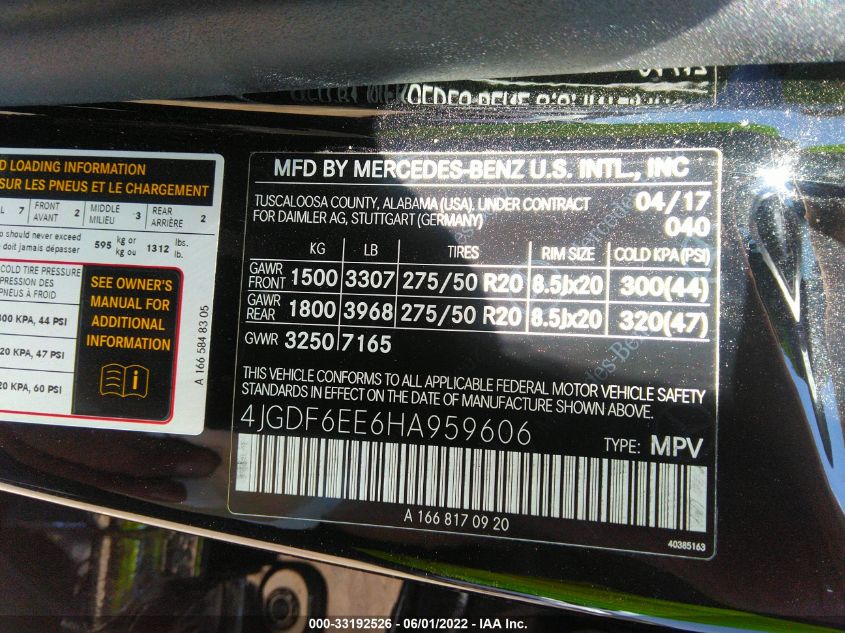 D LOADING INFORMATION
SUR LES PNEUS ET LE CHARGEMENT
L 7 FRONT AVANT 2 MIDDLE MILIEU 3 REAR ARRIÈRE 2
o should never exceed
doit jamais dépasser 595 kg or kg ou 1312 lbs. lb.
COLD TIRE PRESSURE
PRESSION DES
PNEUS À FROID
300 KPA, 44 PSI
20 KPA, 47 PSI
20 KPA, 60 PSI
SEE OWNER'S
MANUAL FOR
ADDITIONAL
INFORMATION
A 166 584 83 05
MFD BY MERCEDES-BENZ U.S. INTL., INC
TUSCALOOSA COUNTY, ALABAMA (USA). UNDER CONTRACT 04/17
FOR DAIMLER AG, STUTTGART (GERMANY) 040
KG LB TIRES RIM SIZE COLD KPA (PSI)
GAWR FRONT 1500 3307 275/50 R20 8.5Jx20 300(44)
GAWR REAR 1800 3968 275/50 R20 8.5Jx20 320(47)
GVWR 3250 7165
THIS VEHICLE CONFORMS TO ALL APPLICABLE FEDERAL MOTOR VEHICLE SAFETY
STANDARDS IN EFFECT ON THE DATE OF MANUFACTURE SHOWN ABOVE.
4JGDF6EE6HA959606
TYPE: MPV
A 166 817 09 20
40385163
000-33192526 - 06/01/2022 - IAA Inc.